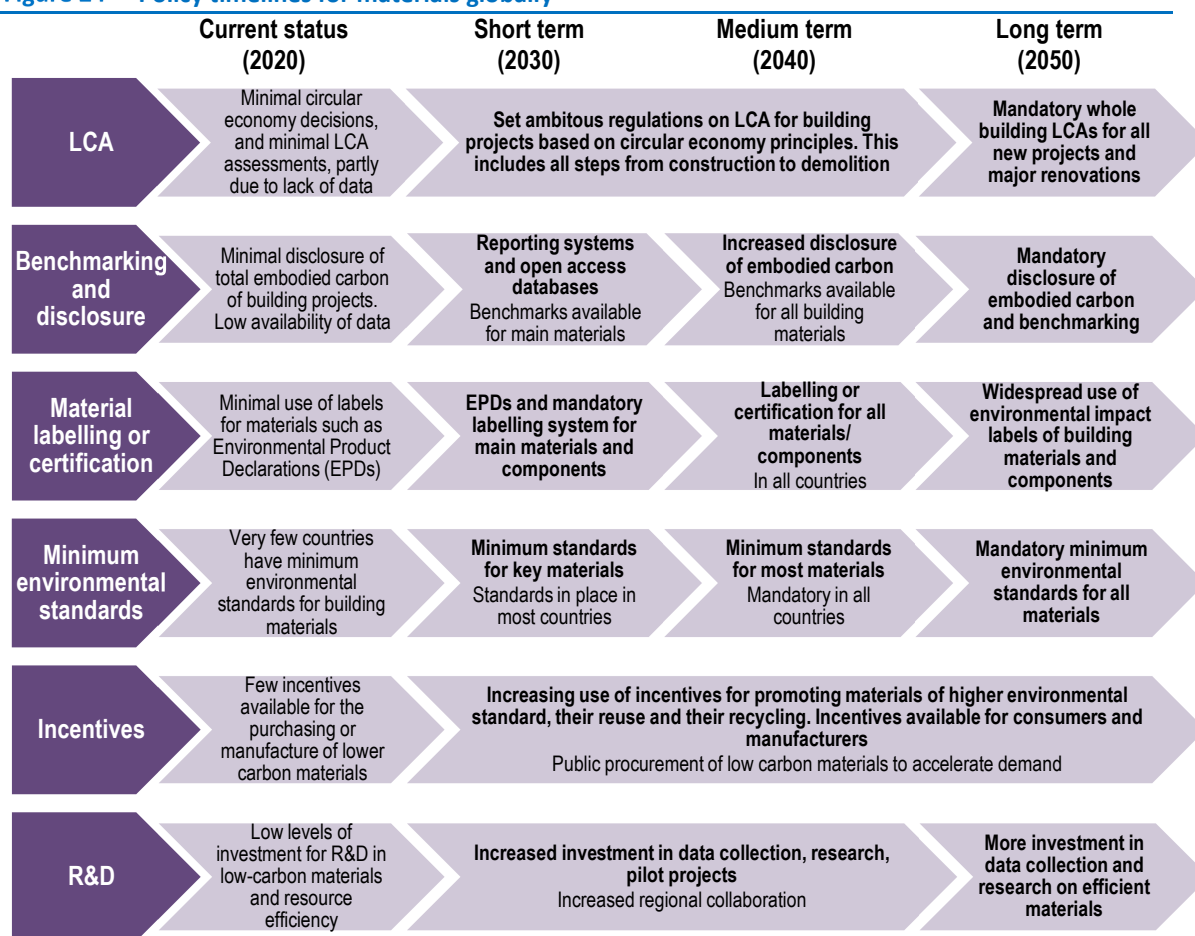 Current status
(2020)
Short term
(2030)
Medium term
(2040)
Long term
(2050)
LCA
Minimal circular
economy decisions,
and minimal LCA
assessments, partly
due to lack of data
Set ambitous regulations on LCA for building
projects based on circular economy principles. This
includes all steps from construction to demolition
Mandatory whole
building LCAs for all
new projects and
major renovations
Benchmarking
and
disclosure
Minimal disclosure of
total embodied carbon
of building projects.
Low availability of data
Reporting systems
and open access
databases
Benchmarks available
for main materials
Increased disclosure
of embodied carbon
Benchmarks available
for all building
materials
Mandatory
disclosure of
embodied carbon
and benchmarking
Material
labelling or
certification
Minimal use of labels
for materials such as
Environmental Product
Declarations (EPDs)
EPDs and mandatory
labelling system for
main materials and
components
Labelling or
certification for all
materials/
components
In all countries
Widespread use of
environmental impact
labels of building
materials and
components
Minimum
environmental
standards
Very few countries
have minimum
environmental
standards for building
materials
Minimum standards
for key materials
Standards in place in
most countries
Minimum standards
for most materials
Mandatory in all
countries
Mandatory minimum
environmental
standards for all
materials
Incentives
Few incentives
available for the
purchasing or
manufacture of lower
carbon materials
Increasing use of incentives for promoting materials of higher environmental
standard, their reuse and their recycling. Incentives available for consumers and
manufacturers
Public procurement of low carbon materials to accelerate demand
R&D
Low levels of
investment for R&D in
low-carbon materials
and resource
efficiency
Increased investment in data collection, research,
pilot projects
Increased regional collaboration
More investment in
data collection and
research on efficient
materials